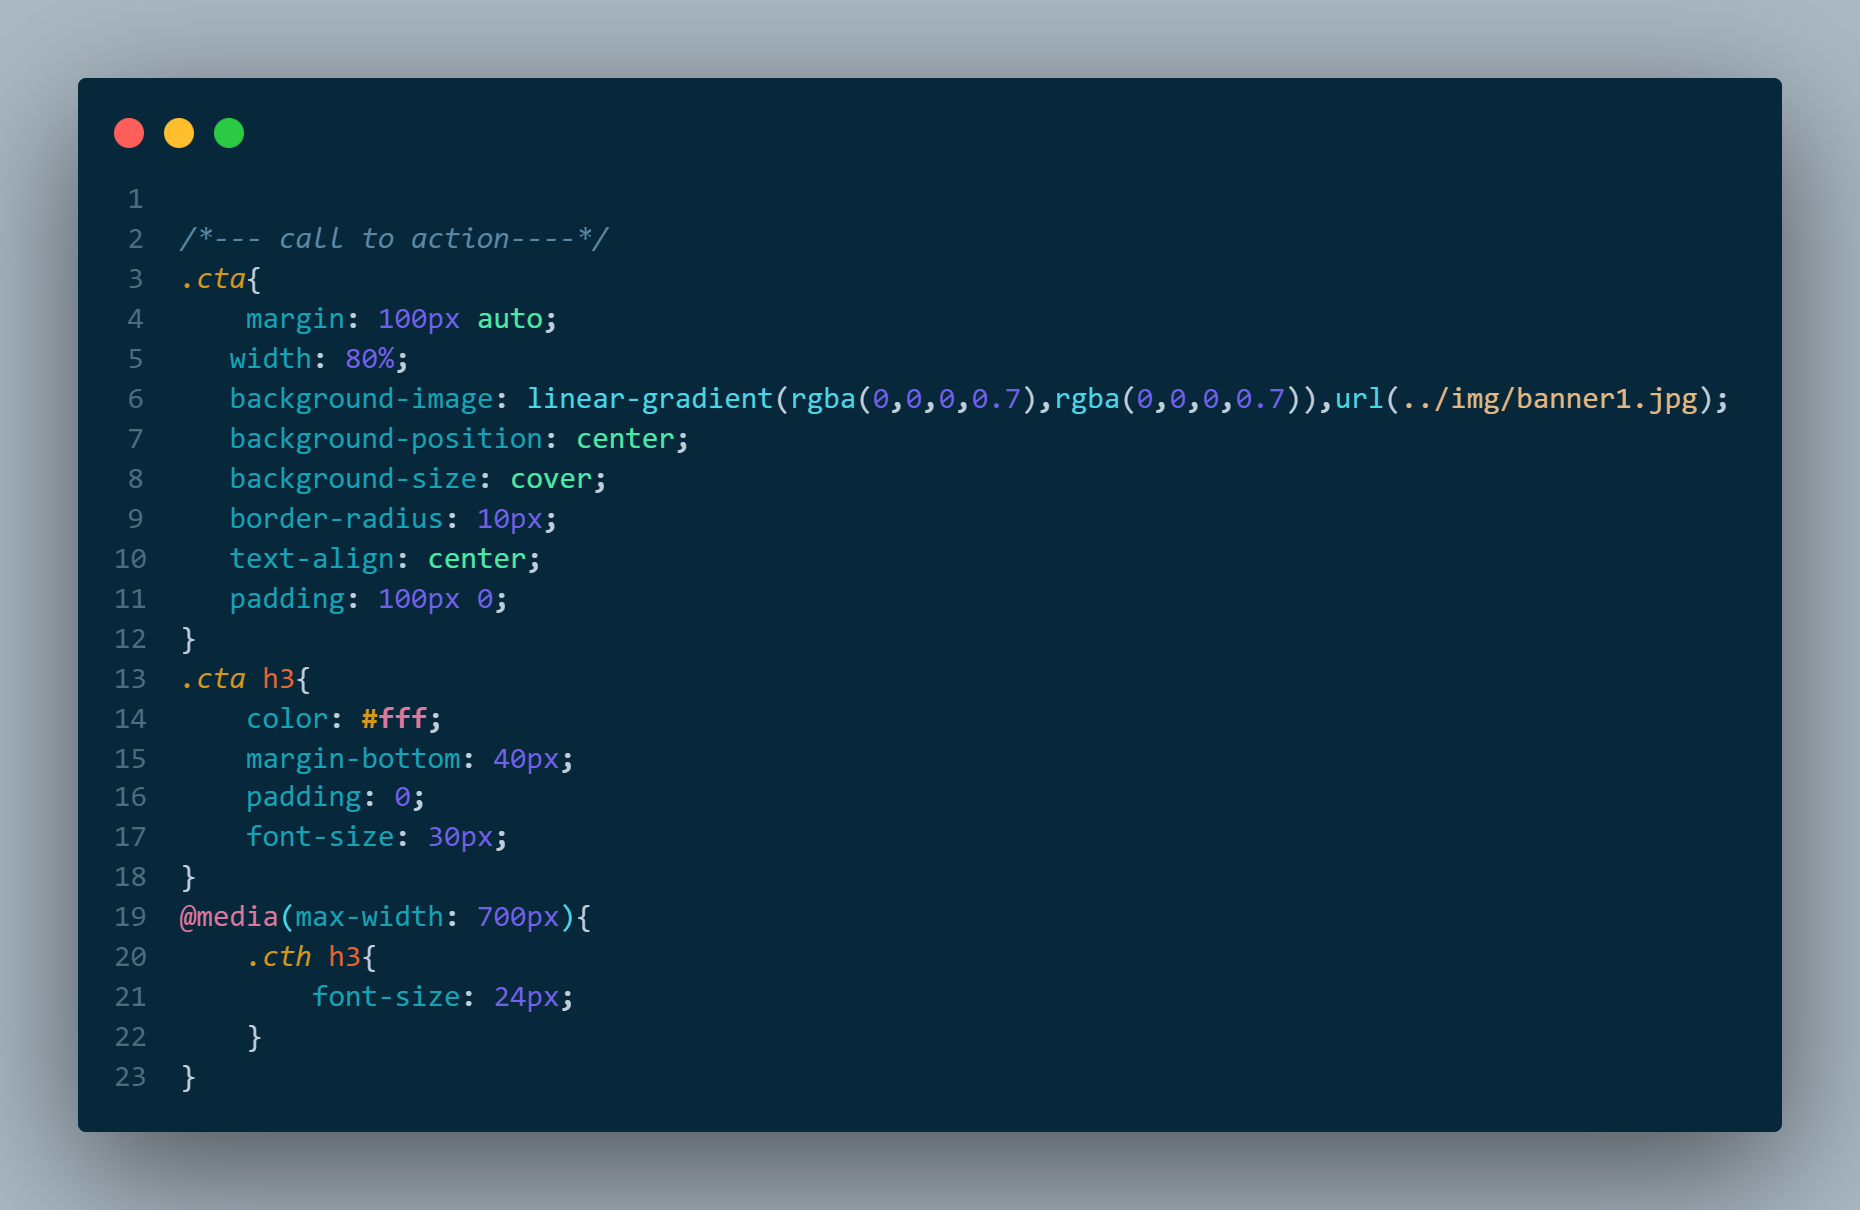 1
2 /*--- call to action----*/
3 .cta{
4     margin: 100px auto;
5    width: 80%;
6    background-image: linear-gradient(rgba(0,0,0,0.7),rgba(0,0,0,0.7)),url(../img/banner1.jpg);
7    background-position: center;
8    background-size: cover;
9    border-radius: 10px;
10    text-align: center;
11    padding: 100px 0;
12 }
13 .cta h3{
14     color: #fff;
15     margin-bottom: 40px;
16     padding: 0;
17     font-size: 30px;
18 }
19 @media(max-width: 700px){
20     .cth h3{
21         font-size: 24px;
22     }
23 }